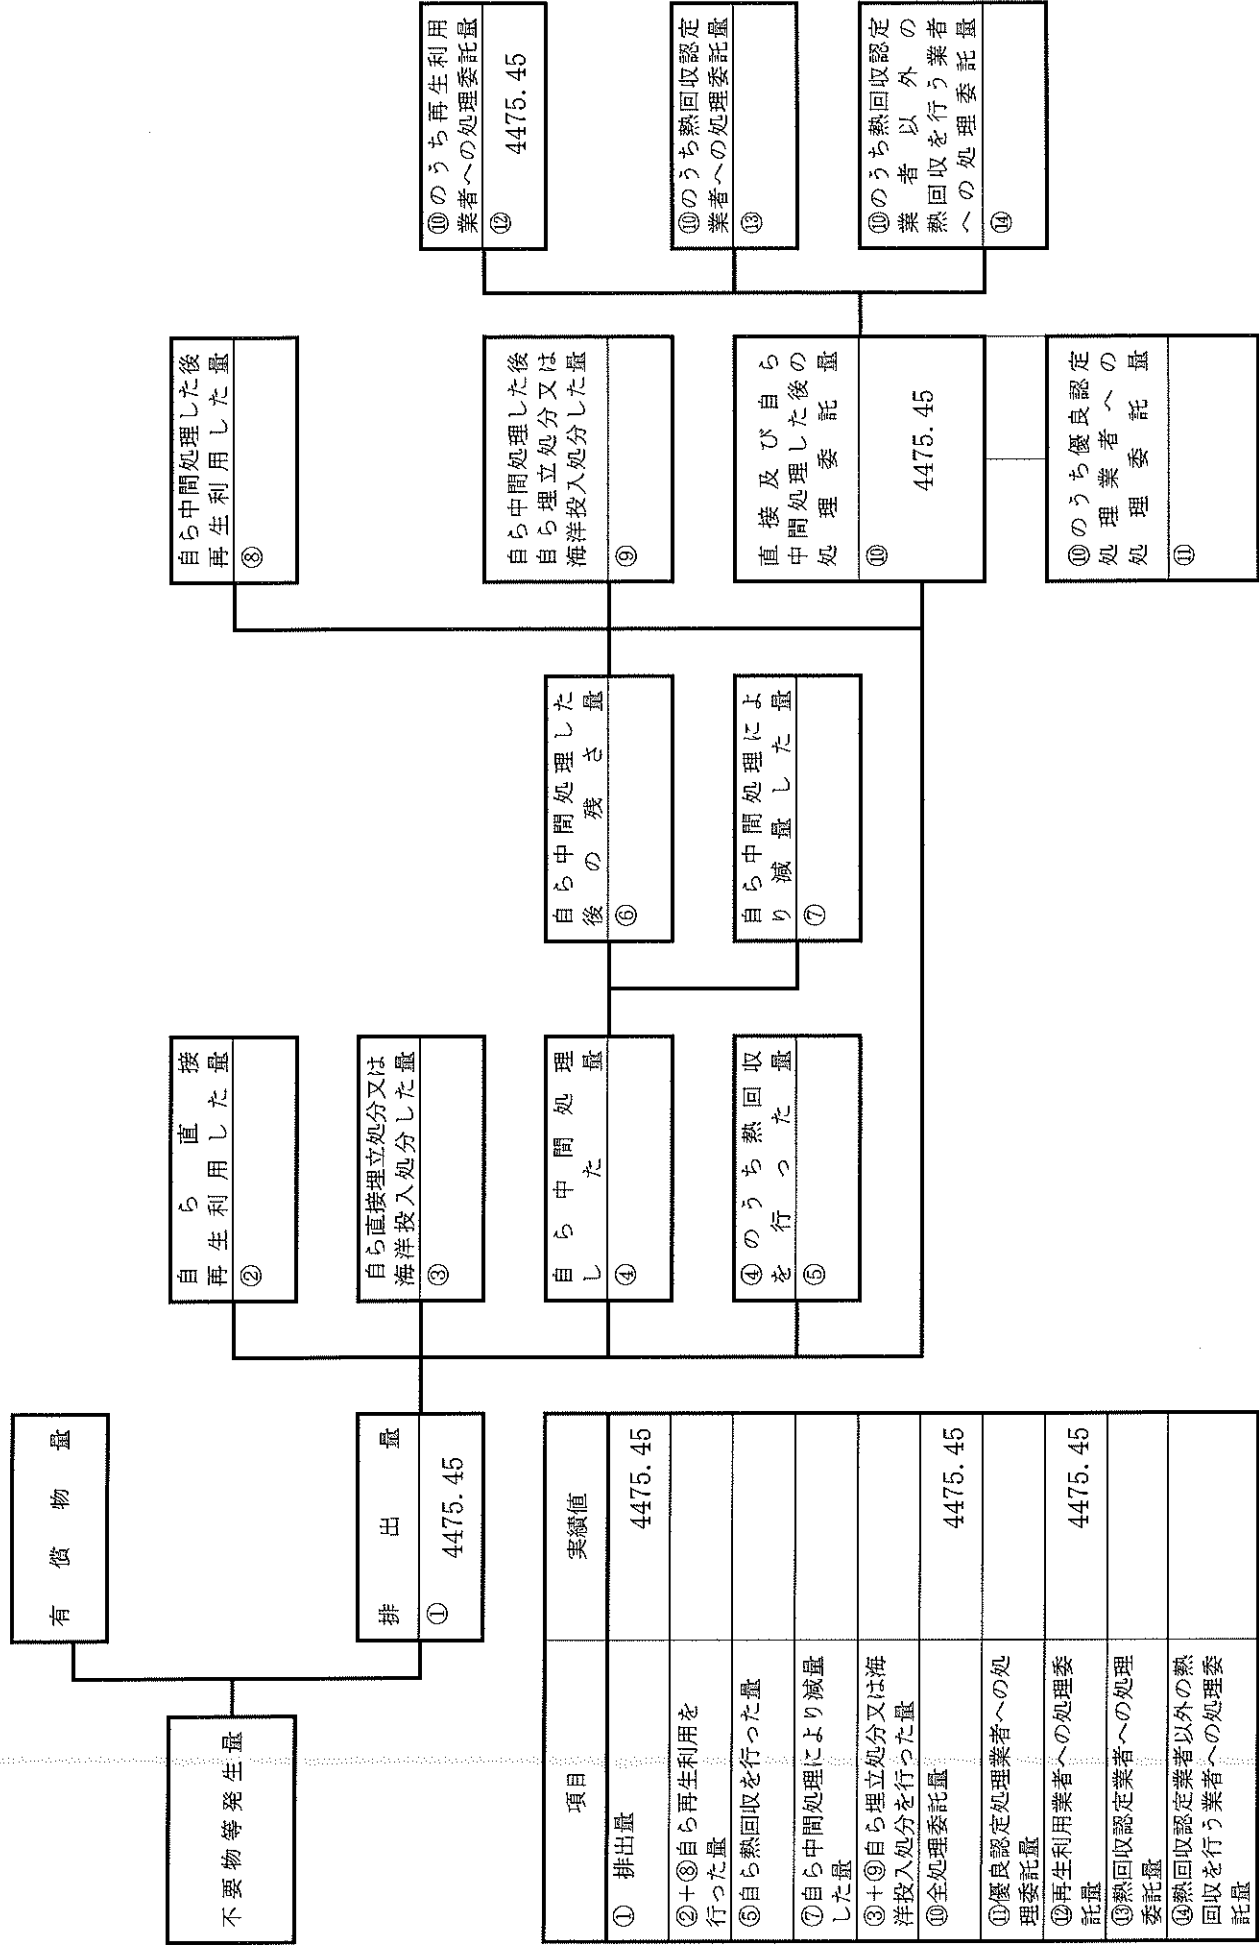 不要物等発生量
有償物量
排出量
① 4475.45
自ら直接
再生利用した量
②
自ら直接埋立処分又は
海洋投入処分した量
③
自ら中間処理
した量
④
④のうち熱回収
を行った量
⑤
自ら中間処理した
後の残さ量
⑥
自ら中間処理によ
り減量した量
⑦
自ら中間処理した後
再生利用した量
⑧
自ら中間処理した後
自ら埋立処分又は
海洋投入処分した量
⑨
直接及び自ら
中間処理した後の
処理委託量
⑩
4475.45
⑩のうち優良認定
処理業者への
処理委託量
⑪
⑩のうち再生利用
業者への処理委託量
⑫
4475.45
⑩のうち熱回収認定
業者への処理委託量
⑬
⑩のうち熱回収認定
業者以外の
熱回収を行う業者
への処理委託量
⑭
項目 実績値
① 排出量 4475.45
②+⑧自ら再生利用を
行った量
⑤自ら熱回収を行った量
⑦自ら中間処理により減量
した量
③+⑨自ら埋立処分又は海
洋投入処分を行った量
⑩全処理委託量 4475.45
⑪優良認定処理業者への処
理委託量
⑫再生利用業者への処理委
託量 4475.45
⑬熱回収認定業者への処理
委託量
⑭熱回収認定業者以外の熱
回収を行う業者への処理委
託量